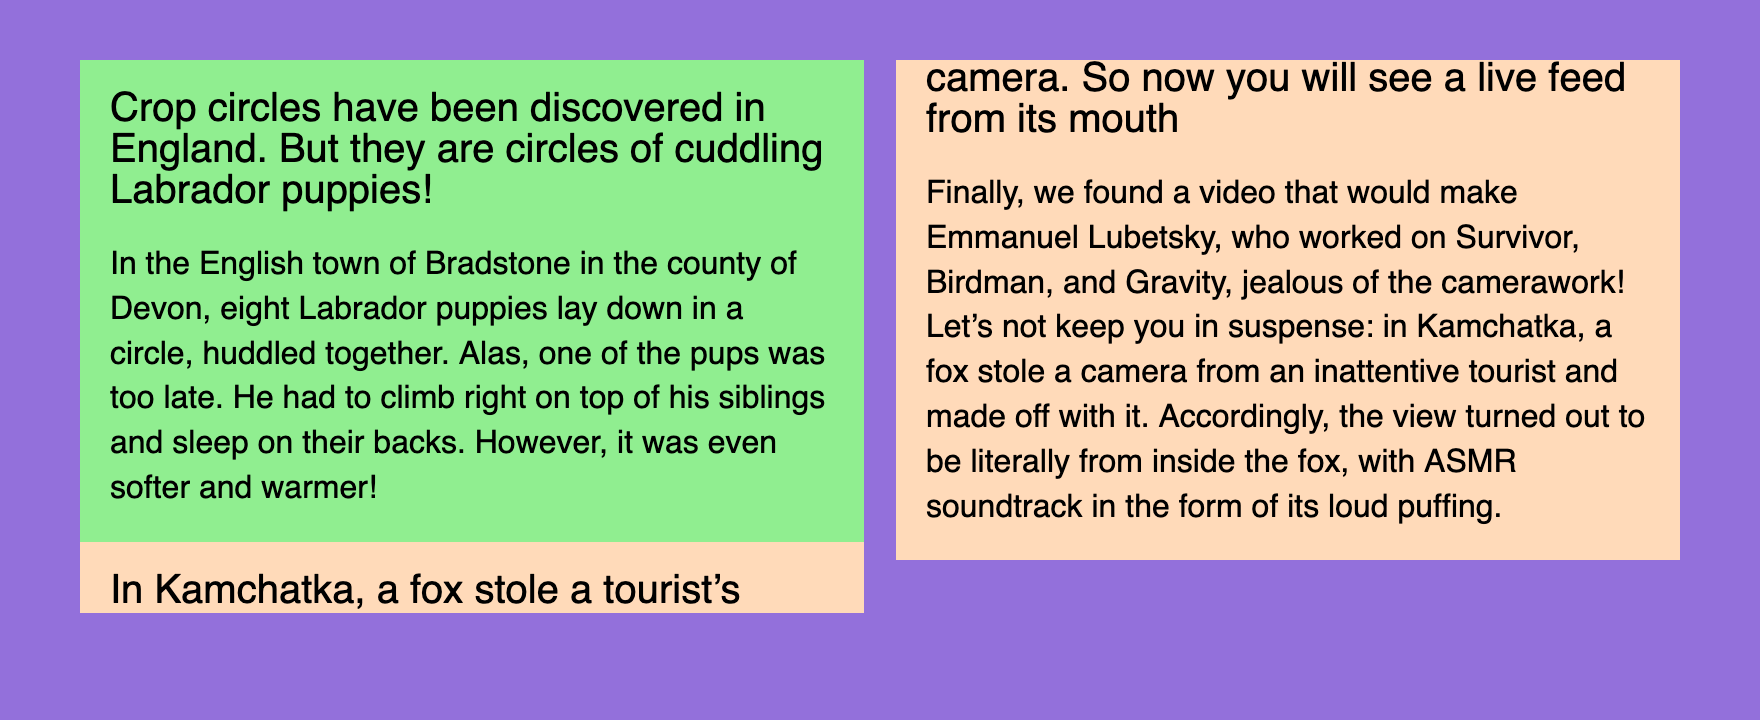 Crop circles have been discovered in
England. But they are circles of cuddling
Labrador puppies!
In the English town of Bradstone in the county of
Devon, eight Labrador puppies lay down in a
circle, huddled together. Alas, one of the pups was
too late. He had to climb right on top of his siblings
and sleep on their backs. However, it was even
softer and warmer!
In Kamchatka, a fox stole a tourist’s
camera. So now you will see a live feed
from its mouth
Finally, we found a video that would make
Emmanuel Lubetsky, who worked on Survivor,
Birdman, and Gravity, jealous of the camerawork!
Let’s not keep you in suspense: in Kamchatka, a
fox stole a camera from an inattentive tourist and
made off with it. Accordingly, the view turned out to
be literally from inside the fox, with ASMR
soundtrack in the form of its loud puffing.